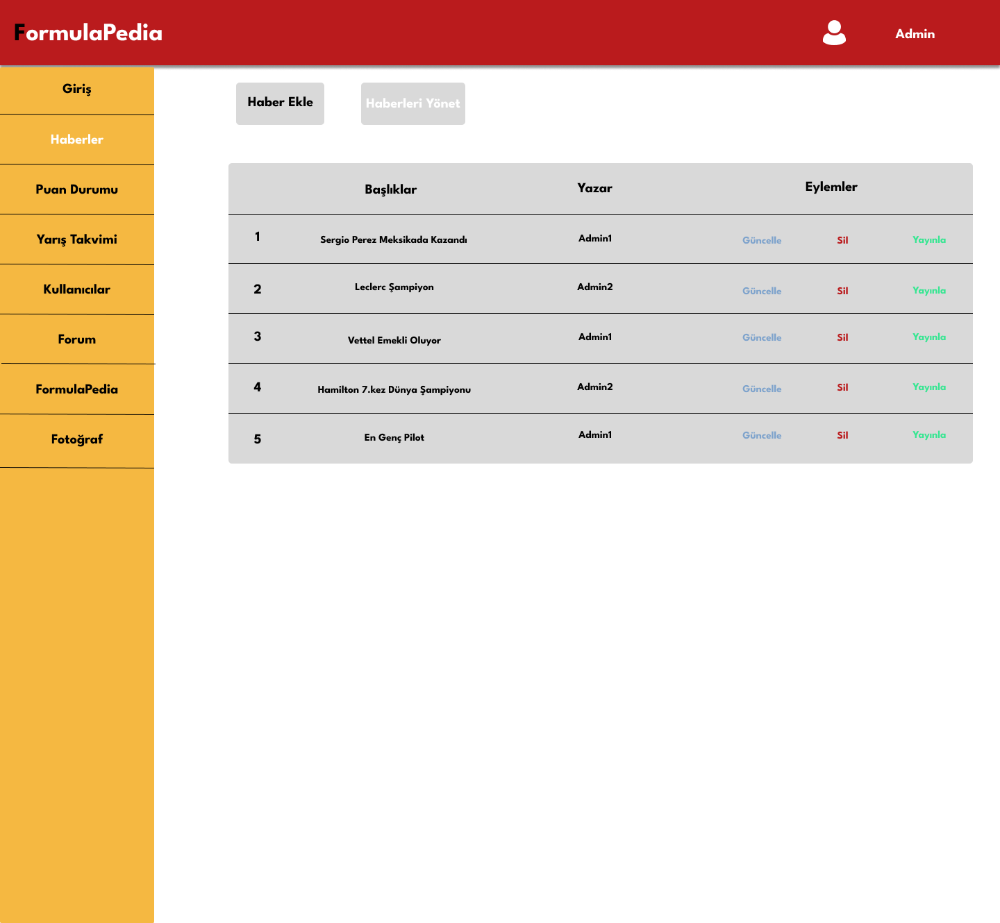 FormulaPedia
Admin
Giriş
Haberler
Puan Durumu
Yarış Takvimi
Kullanıcılar
Forum
FormulaPedia
Fotoğraf
Haber Ekle
Haberleri Yönet
Başlıklar Yazar Eylemler
1 Sergio Perez Meksikada Kazandı Admin1 Güncelle Sil Yayınla
2 Leclerc Şampiyon Admin2 Güncelle Sil Yayınla
3 Vettel Emekli Oluyor Admin1 Güncelle Sil Yayınla
4 Hamilton 7.kez Dünya Şampiyonu Admin2 Güncelle Sil Yayınla
5 En Genç Pilot Admin1 Güncelle Sil Yayınla